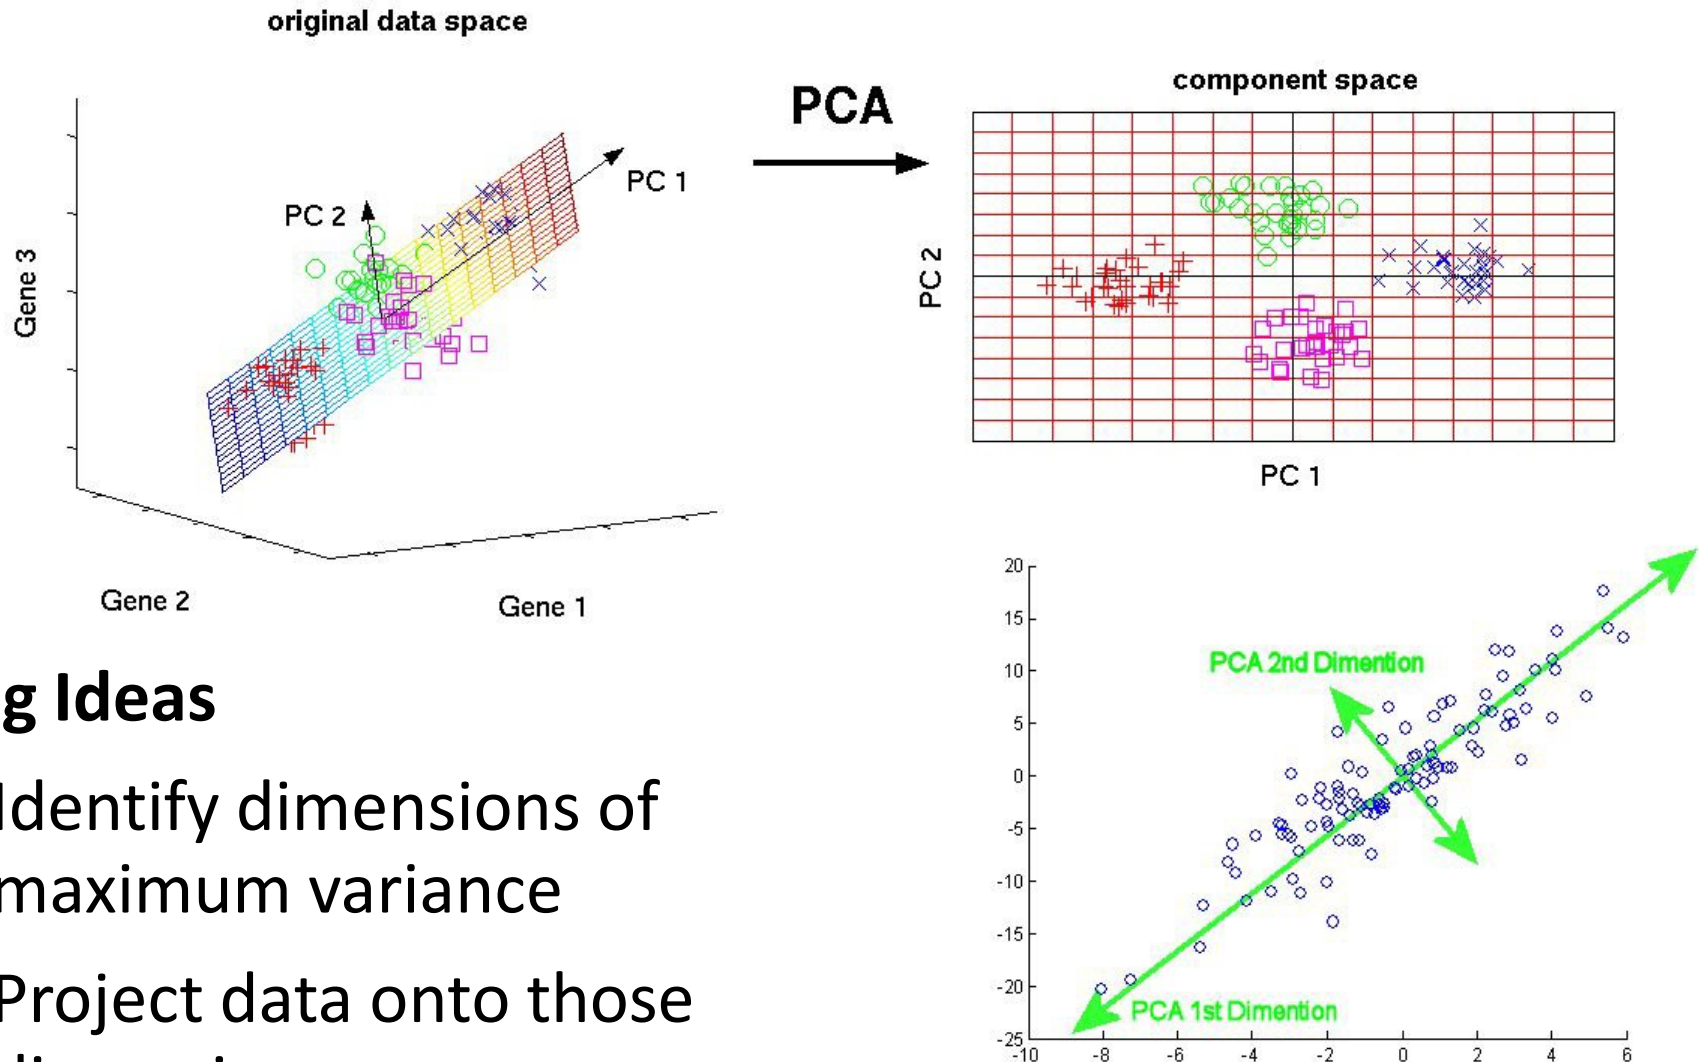 original data space
PCA
component space
PC 1
PC 2
Gene 3
Gene 2
Gene 1
PC 2
PC 1
g Ideas
Identify dimensions of
maximum variance
Project data onto those
PCA 2nd Dimention
PCA 1st Dimention
20
15
10
5
0
-5
-10
-15
-20
-25
-10 -8 -6 -4 -2 0 2 4 6